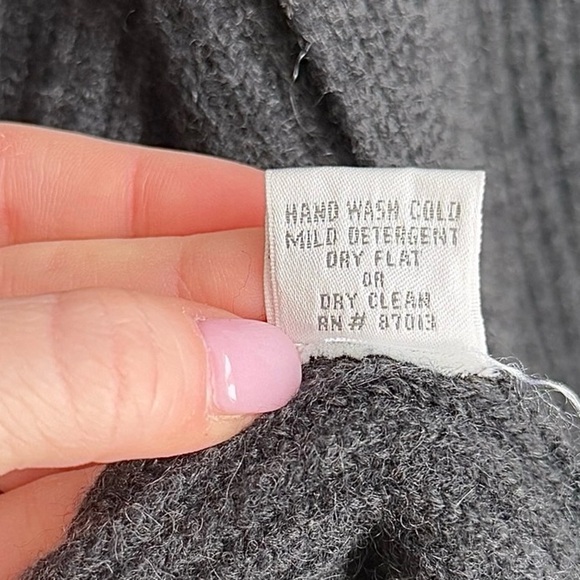 HAND WASH COLD
MILD DETERGENT
DRY FLAT
OR
DRY CLEAN
RN# 87013